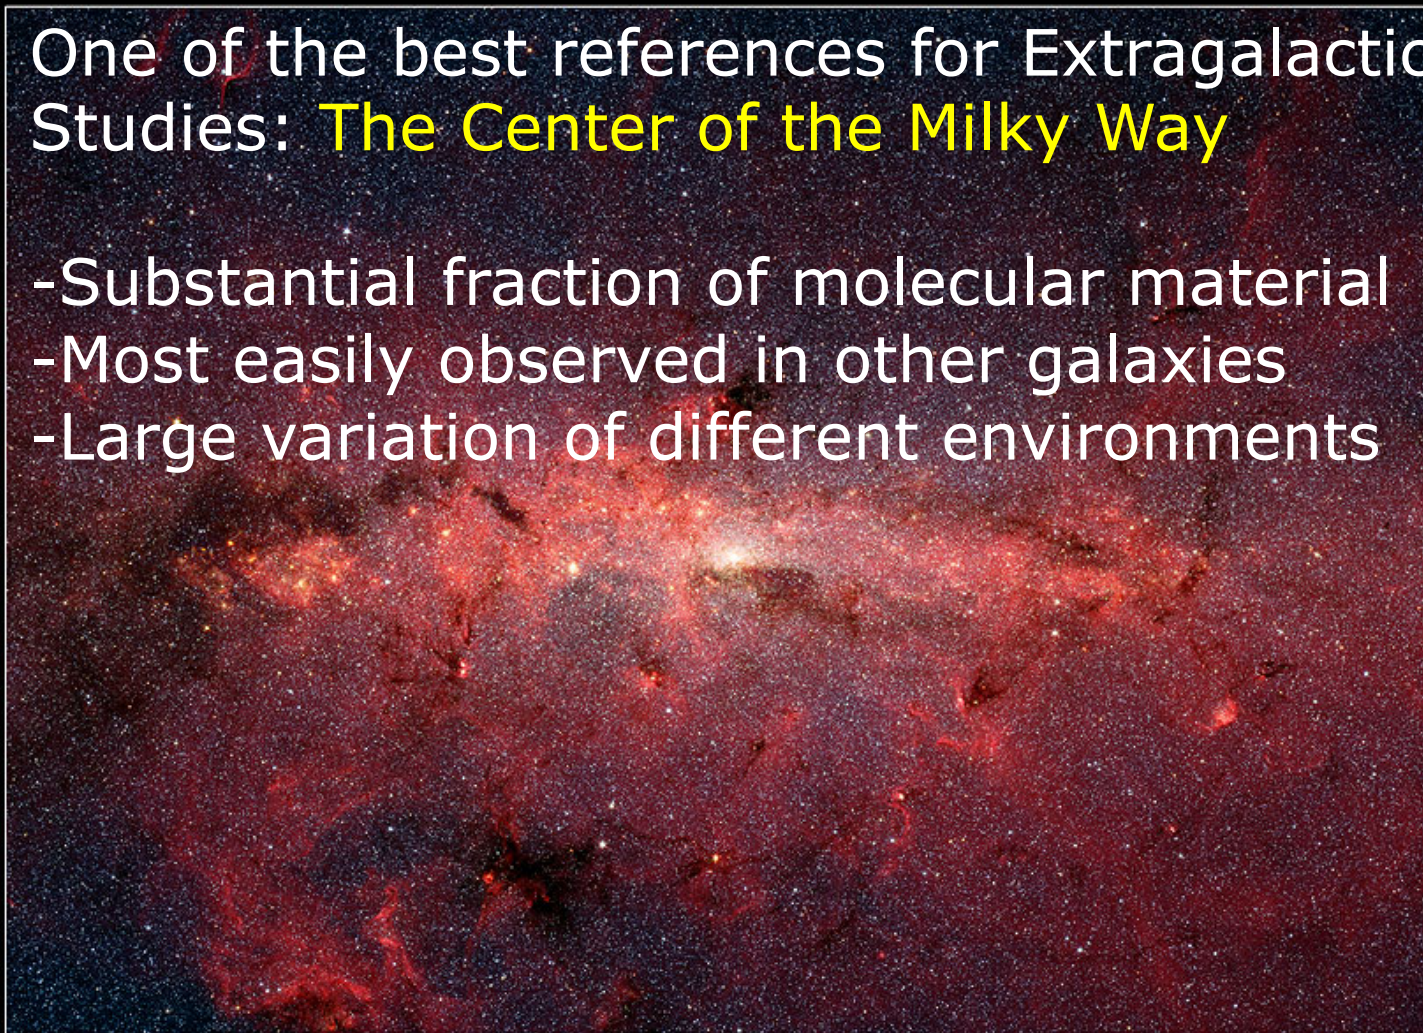 One of the best references for Extragalactic
Studies: The Center of the Milky Way
-Substantial fraction of molecular material
-Most easily observed in other galaxies
-Large variation of different environments